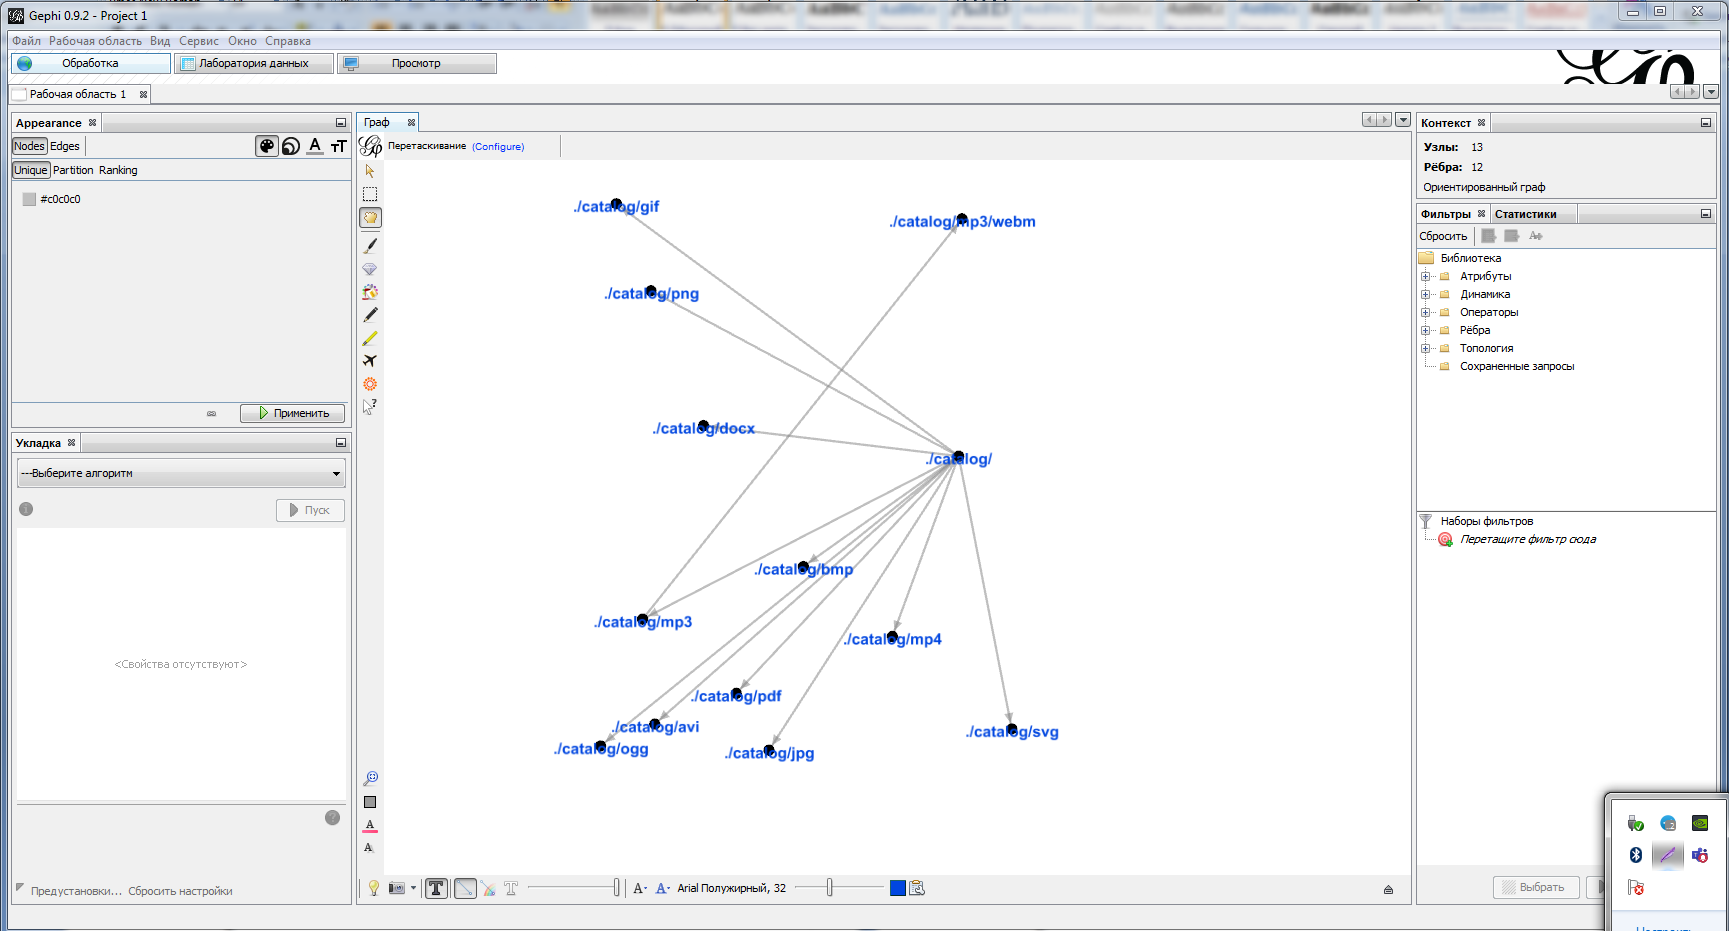 Gephi 0.9.2 - Project 1
Файл Рабочая область Вид Сервис Окно Справка
Обработка Лаборатория данных Просмотр
Рабочая область 1
Appearance
Nodes Edges
Unique Partition Ranking
#c0c0c0
Применить
Укладка
---Выберите алгоритм
Пуск
<Свойства отсутствуют>
Предустановки... Сбросить настройки
Граф
Перетаскивание (Configure)
./catalog/gif
./catalog/mp3/webm
./catalog/png
./catalog/docx
./catalog/
./catalog/bmp
./catalog/mp3
./catalog/mp4
./catalog/pdf
./catalog/avi
./catalog/svg
./catalog/ogg
./catalog/jpg
Arial Полужирный, 32
Контекст
Узлы: 13
Рёбра: 12
Ориентированный граф
Фильтры Статистики
Сбросить
Библиотека
Атрибуты
Динамика
Операторы
Рёбра
Топология
Сохраненные запросы
Наборы фильтров
Перетащите фильтр сюда
Выбрать